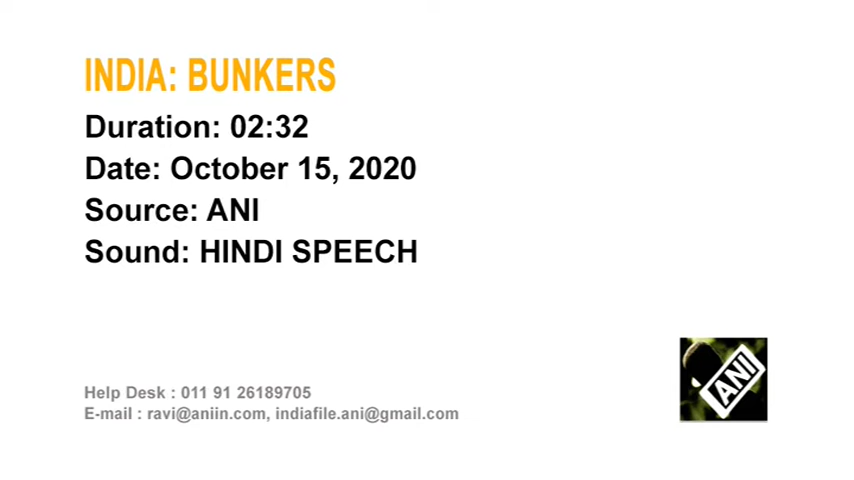 INDIA: BUNKERS
Duration: 02:32
Date: October 15, 2020
Source: ANI
Sound: HINDI SPEECH
Help Desk : 011 91 26189705
E-mail : ravi@aniin.com, indiafile.ani@gmail.com
ANI